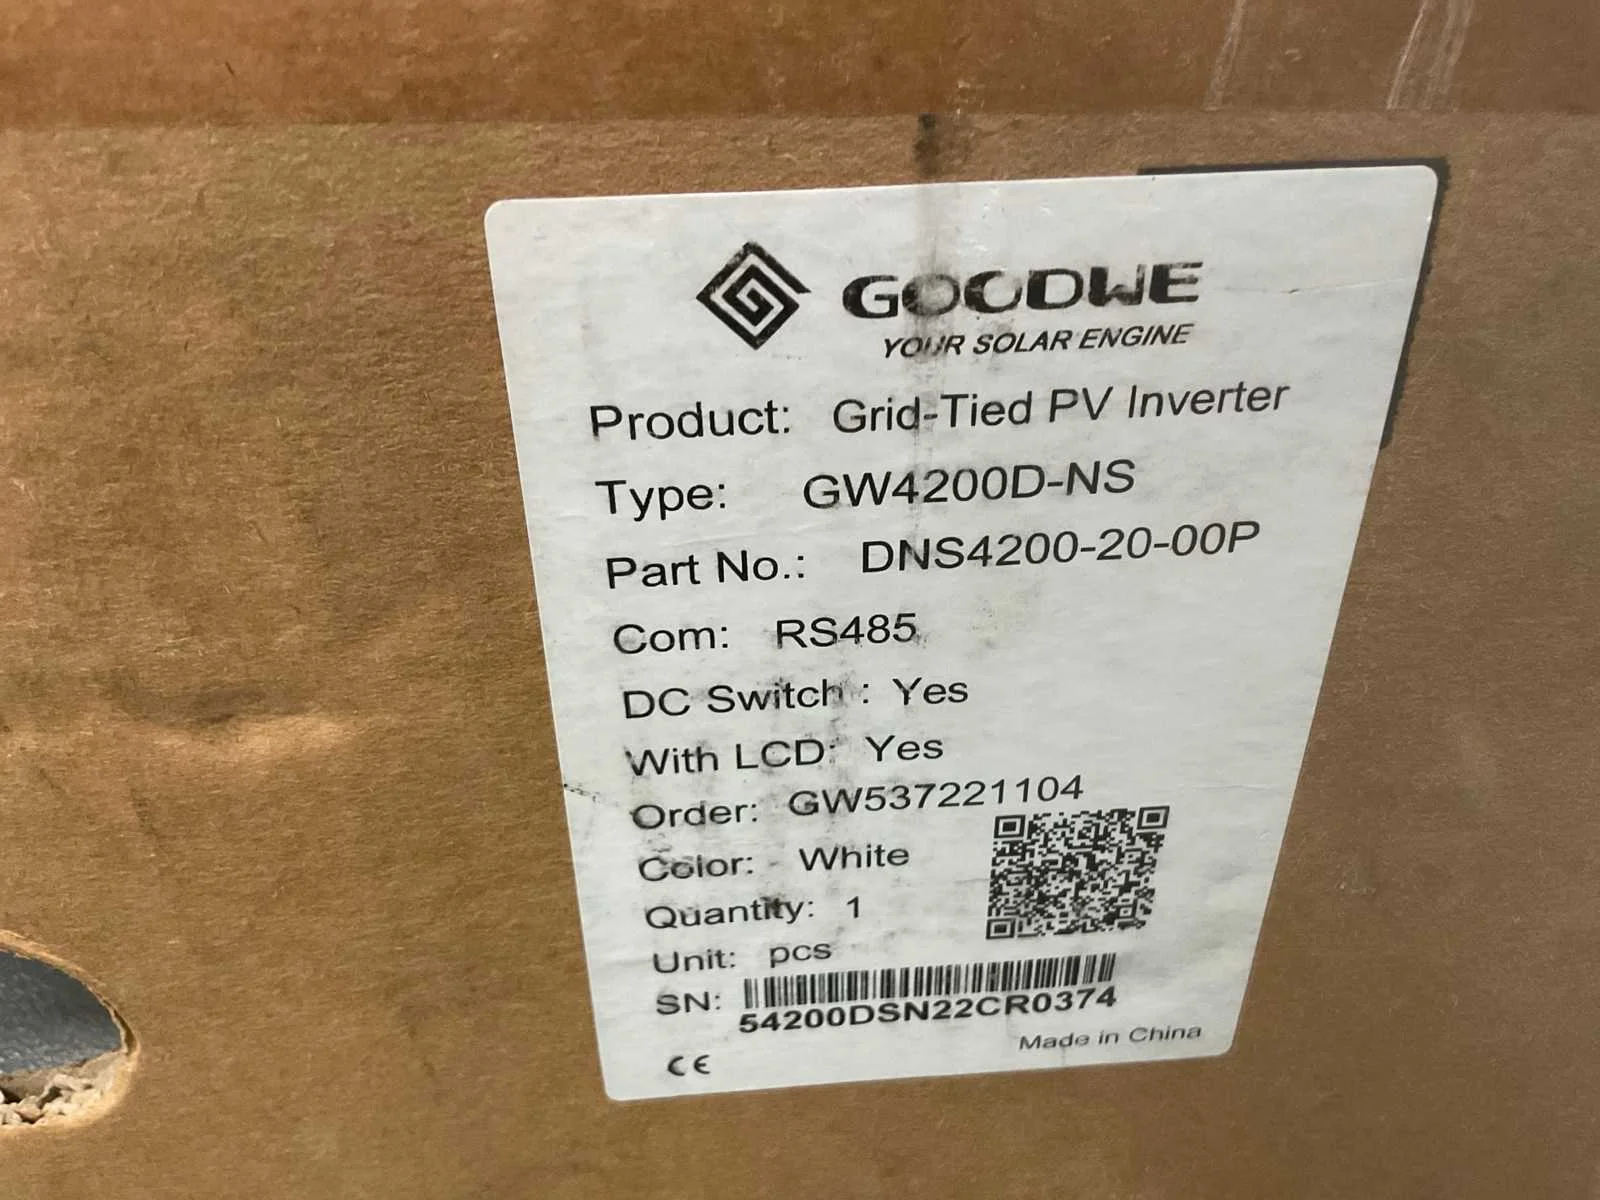 GOODWE
YOUR SOLAR ENGINE
Product: Grid-Tied PV Inverter
Type: GW4200D-NS
Part No.: DNS4200-20-00P
Com: RS485
DC Switch : Yes
With LCD: Yes
Order: GW537221104
Color: White
Quantity: 1
Unit: pcs
SN:
54200DSN22CR0374
Made in China
CE